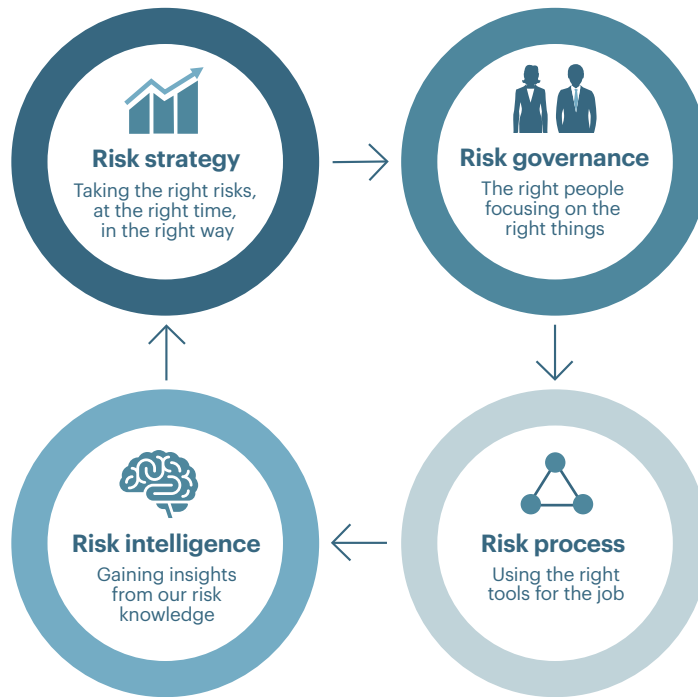 Risk strategy
Taking the right risks,
at the right time,
in the right way
Risk governance
The right people
focusing on the
right things
Risk intelligence
Gaining insights
from our risk
knowledge
Risk process
Using the right
tools for the job